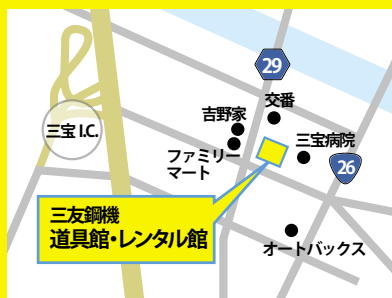 29
交番
吉野家
三宝 I.C.
三宝病院
ファミリー
マート
26
三友鋼機
道具館・レンタル館
オートバックス